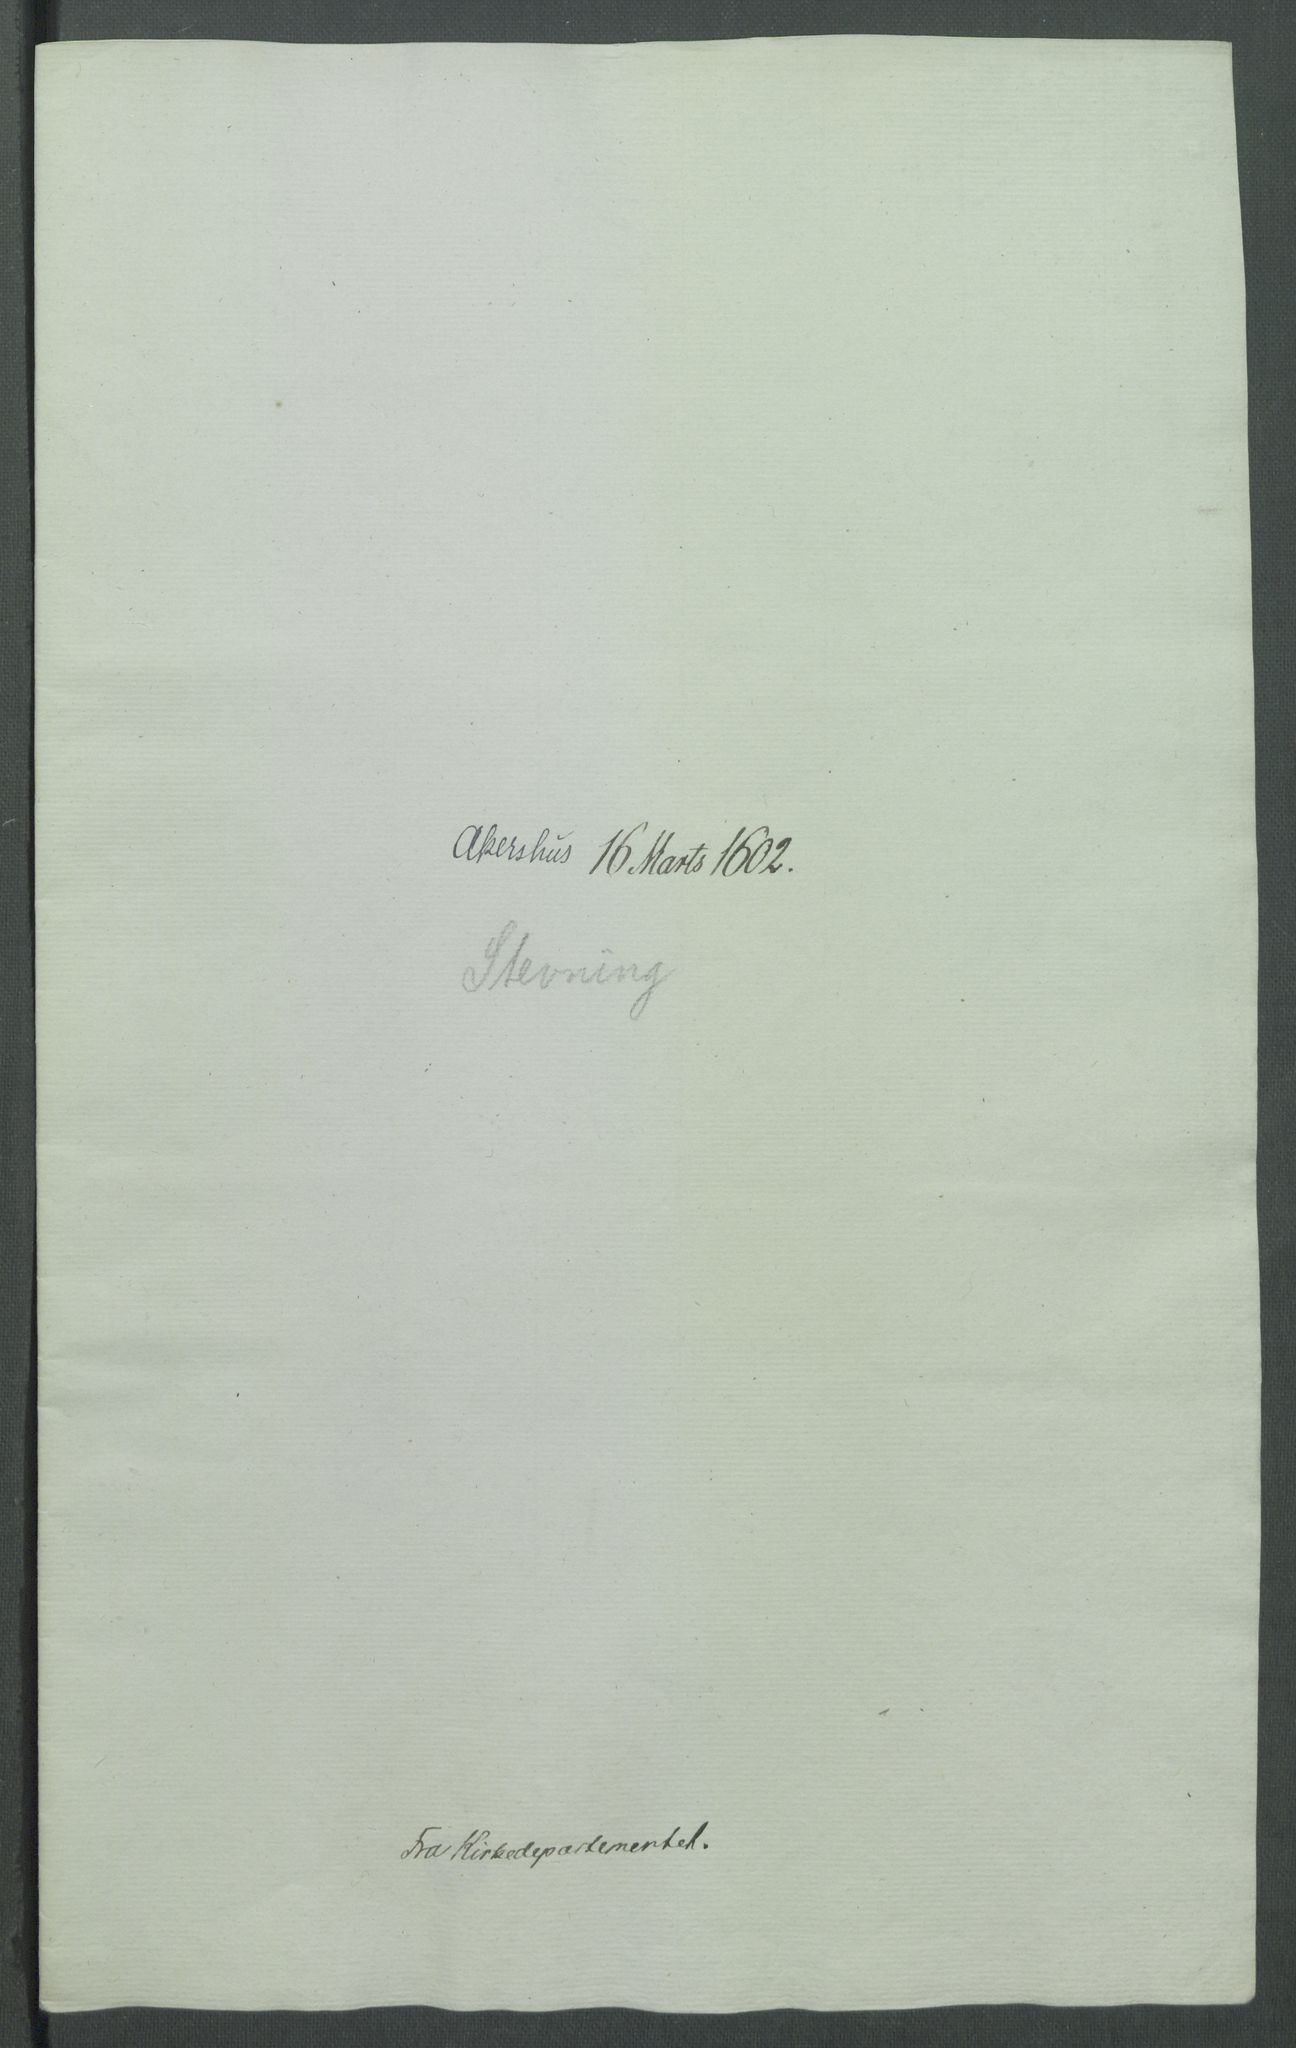 Akershus 16 Marts 1602.
Stevning
Fra Kirkedepartementet.